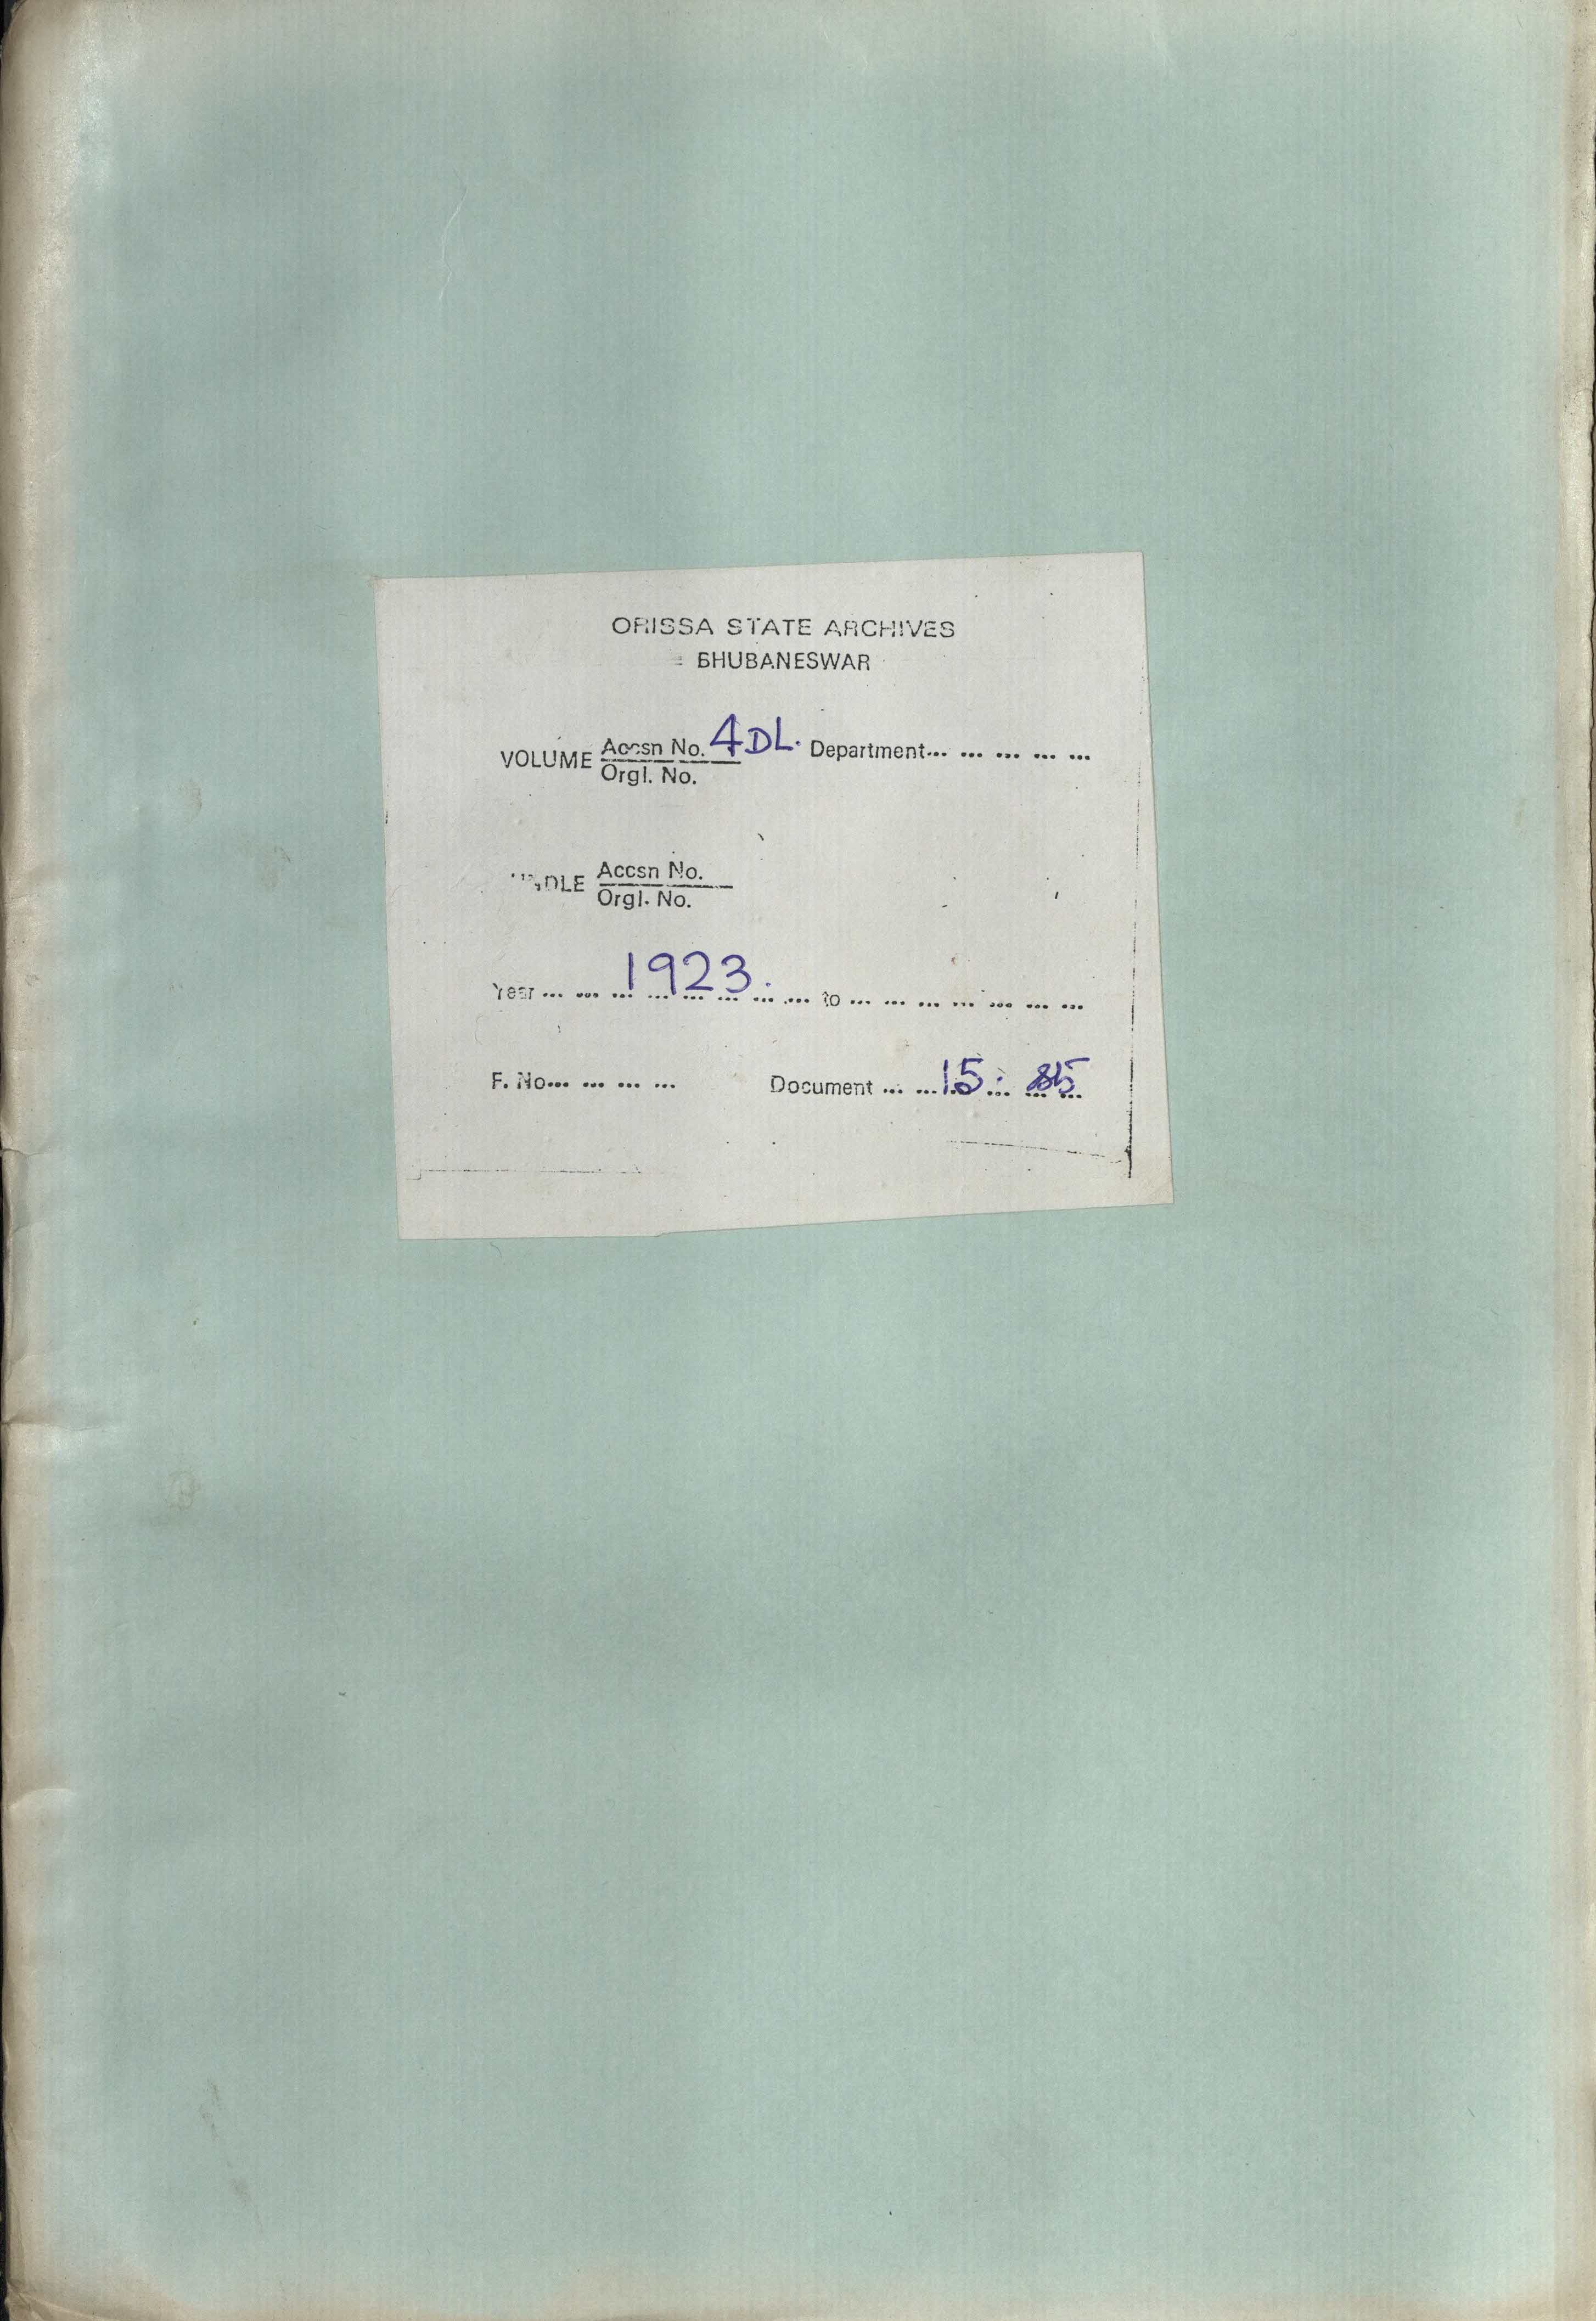 ORISSA STATE ARCHIVES
BHUBANESWAR
VOLUME Accsn No. 4DL. Department... ... ... ... ...
Orgl. No.
Accsn No.
Orgl. No.
Year ... ... ... 1923. ... ... ... ... ... to ... ... ... ... ... ... ...
F. No... ... ... ... Document ... ... 15